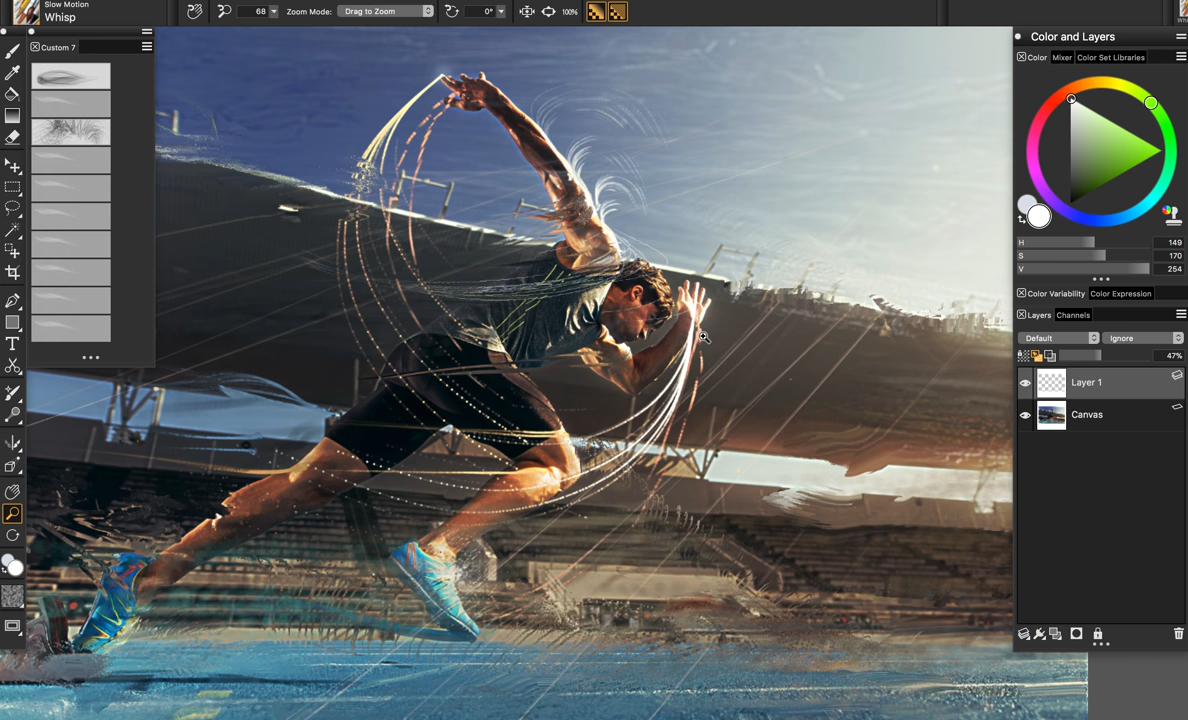 Slow Motion
Whisp
68
Zoom Mode:
Drag to Zoom
0°
100%
Custom 7
Color and Layers
Color
Mixer
Color Set Libraries
H
149
S
170
V
254
Color Variability
Color Expression
Layers
Channels
Default
Ignore
47%
Layer 1
Canvas